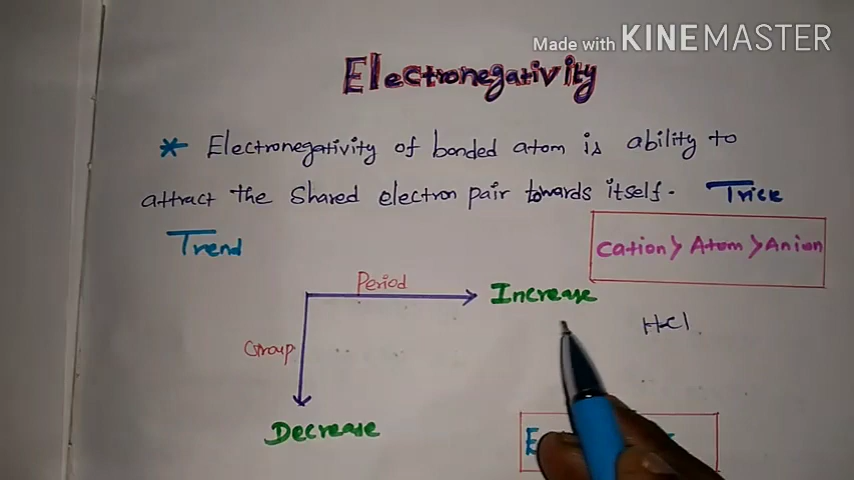 Made with KINEMASTER
Electronegativity
* Electronegativity of bonded atom is ability to
attract the shared electron pair towards itself.
Trick
Trend
Cation > Atom > Anion
Period
Increase
H-Cl
Group
Decrease